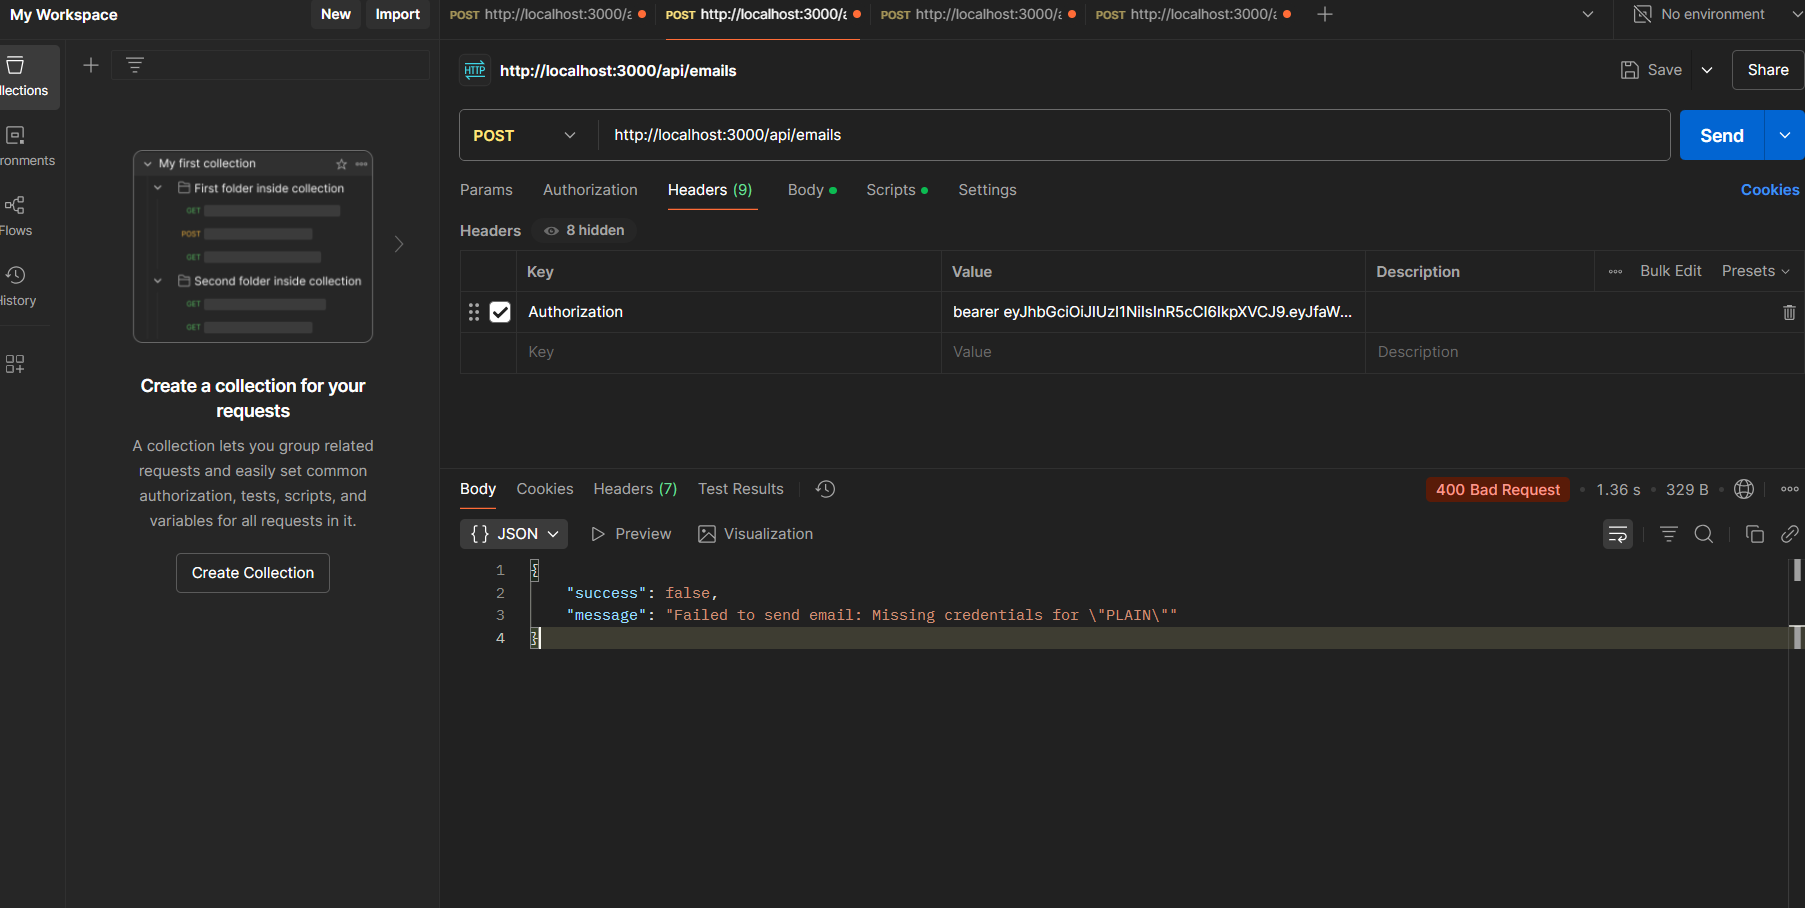 My Workspace
New
Import
POST http://localhost:3000/a
POST http://localhost:3000/a
POST http://localhost:3000/a
POST http://localhost:3000/a
No environment
llections
ronments
Flows
History
My first collection
First folder inside collection
GET
POST
GET
Second folder inside collection
GET
GET
Create a collection for your
requests
A collection lets you group related
requests and easily set common
authorization, tests, scripts, and
variables for all requests in it.
Create Collection
HTTP http://localhost:3000/api/emails
Save
Share
POST
http://localhost:3000/api/emails
Send
Params Authorization Headers (9) Body Scripts Settings
Cookies
Headers 8 hidden
Key Value Description Bulk Edit Presets
Authorization bearer eyJhbGciOiJIUzI1NiIsInR5cCI6IkpXVCJ9.eyJfaW...
Key Value Description
Body Cookies Headers (7) Test Results
400 Bad Request • 1.36 s • 329 B
{} JSON Preview Visualization
1 {
2 "success": false,
3 "message": "Failed to send email: Missing credentials for \"PLAIN\""
4 }